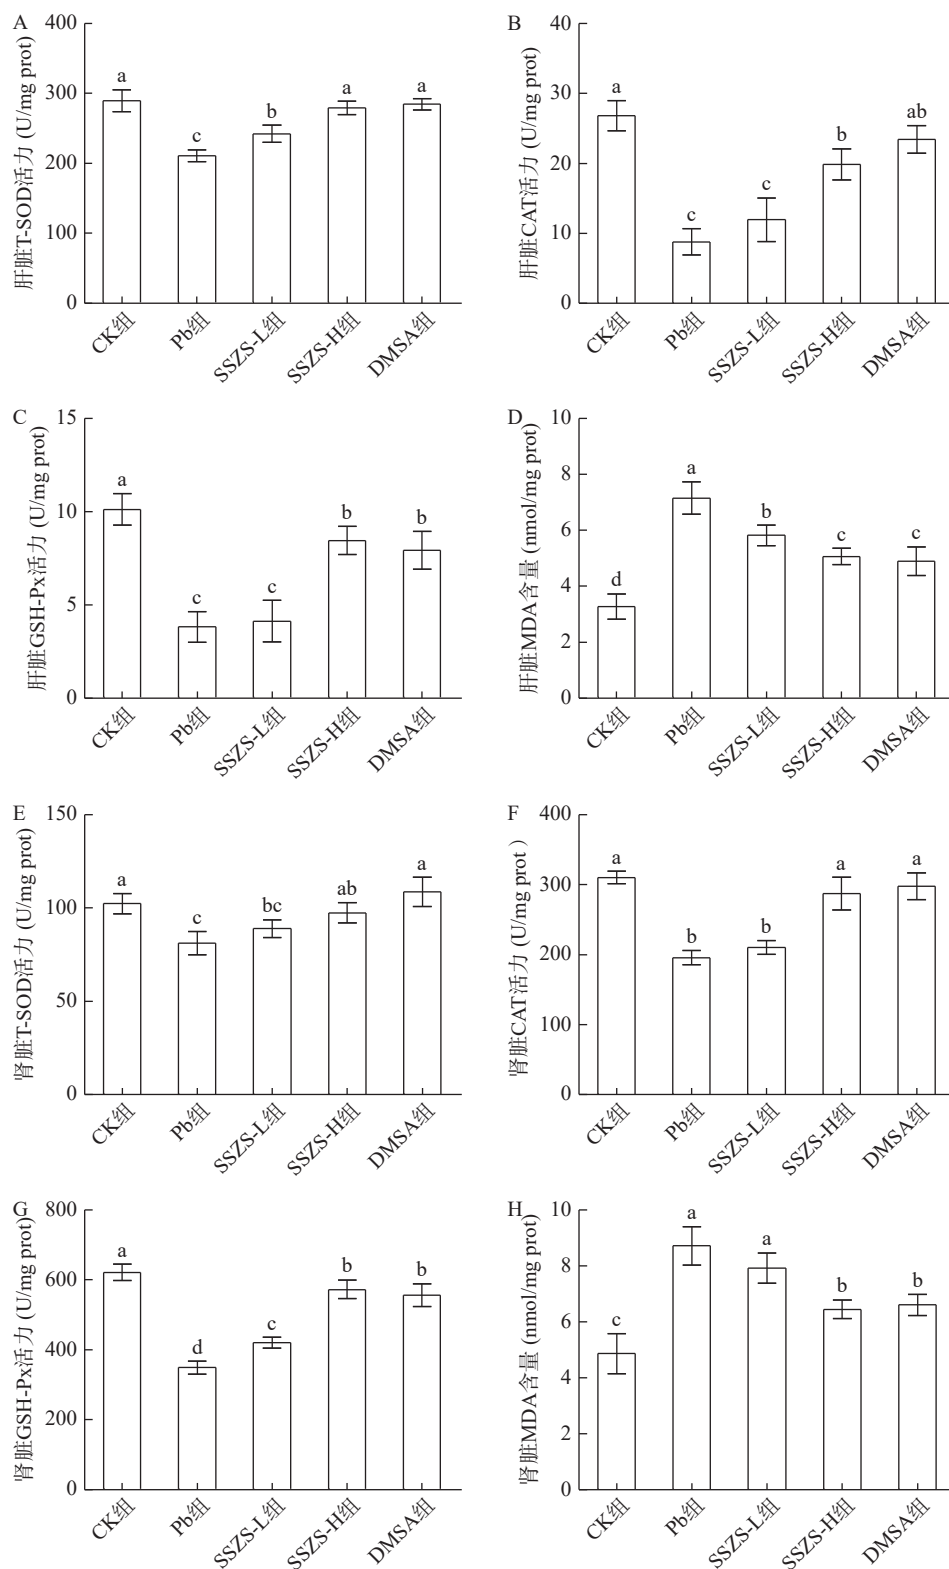 A
肝脏T-SOD活力 (U/mg prot)
400
300
200
100
0
a
c
b
a
a
CK组
Pb组
SSZS-L组
SSZS-H组
DMSA组
B
肝脏CAT活力 (U/mg prot)
40
30
20
10
0
a
c
c
b
ab
CK组
Pb组
SSZS-L组
SSZS-H组
DMSA组
C
肝脏GSH-Px活力 (U/mg prot)
15
10
5
0
a
c
c
b
b
CK组
Pb组
SSZS-L组
SSZS-H组
DMSA组
D
肝脏MDA含量 (nmol/mg prot)
10
8
6
4
2
0
d
a
b
c
c
CK组
Pb组
SSZS-L组
SSZS-H组
DMSA组
E
肾脏T-SOD活力 (U/mg prot)
150
100
50
0
a
c
bc
ab
a
CK组
Pb组
SSZS-L组
SSZS-H组
DMSA组
F
肾脏CAT活力 (U/mg prot )
400
300
200
100
0
a
b
b
a
a
CK组
Pb组
SSZS-L组
SSZS-H组
DMSA组
G
肾脏GSH-Px活力 (U/mg prot)
800
600
400
200
0
a
d
c
b
b
CK组
Pb组
SSZS-L组
SSZS-H组
DMSA组
H
肾脏MDA含量 (nmol/mg prot)
10
8
6
4
2
0
c
a
a
b
b
CK组
Pb组
SSZS-L组
SSZS-H组
DMSA组